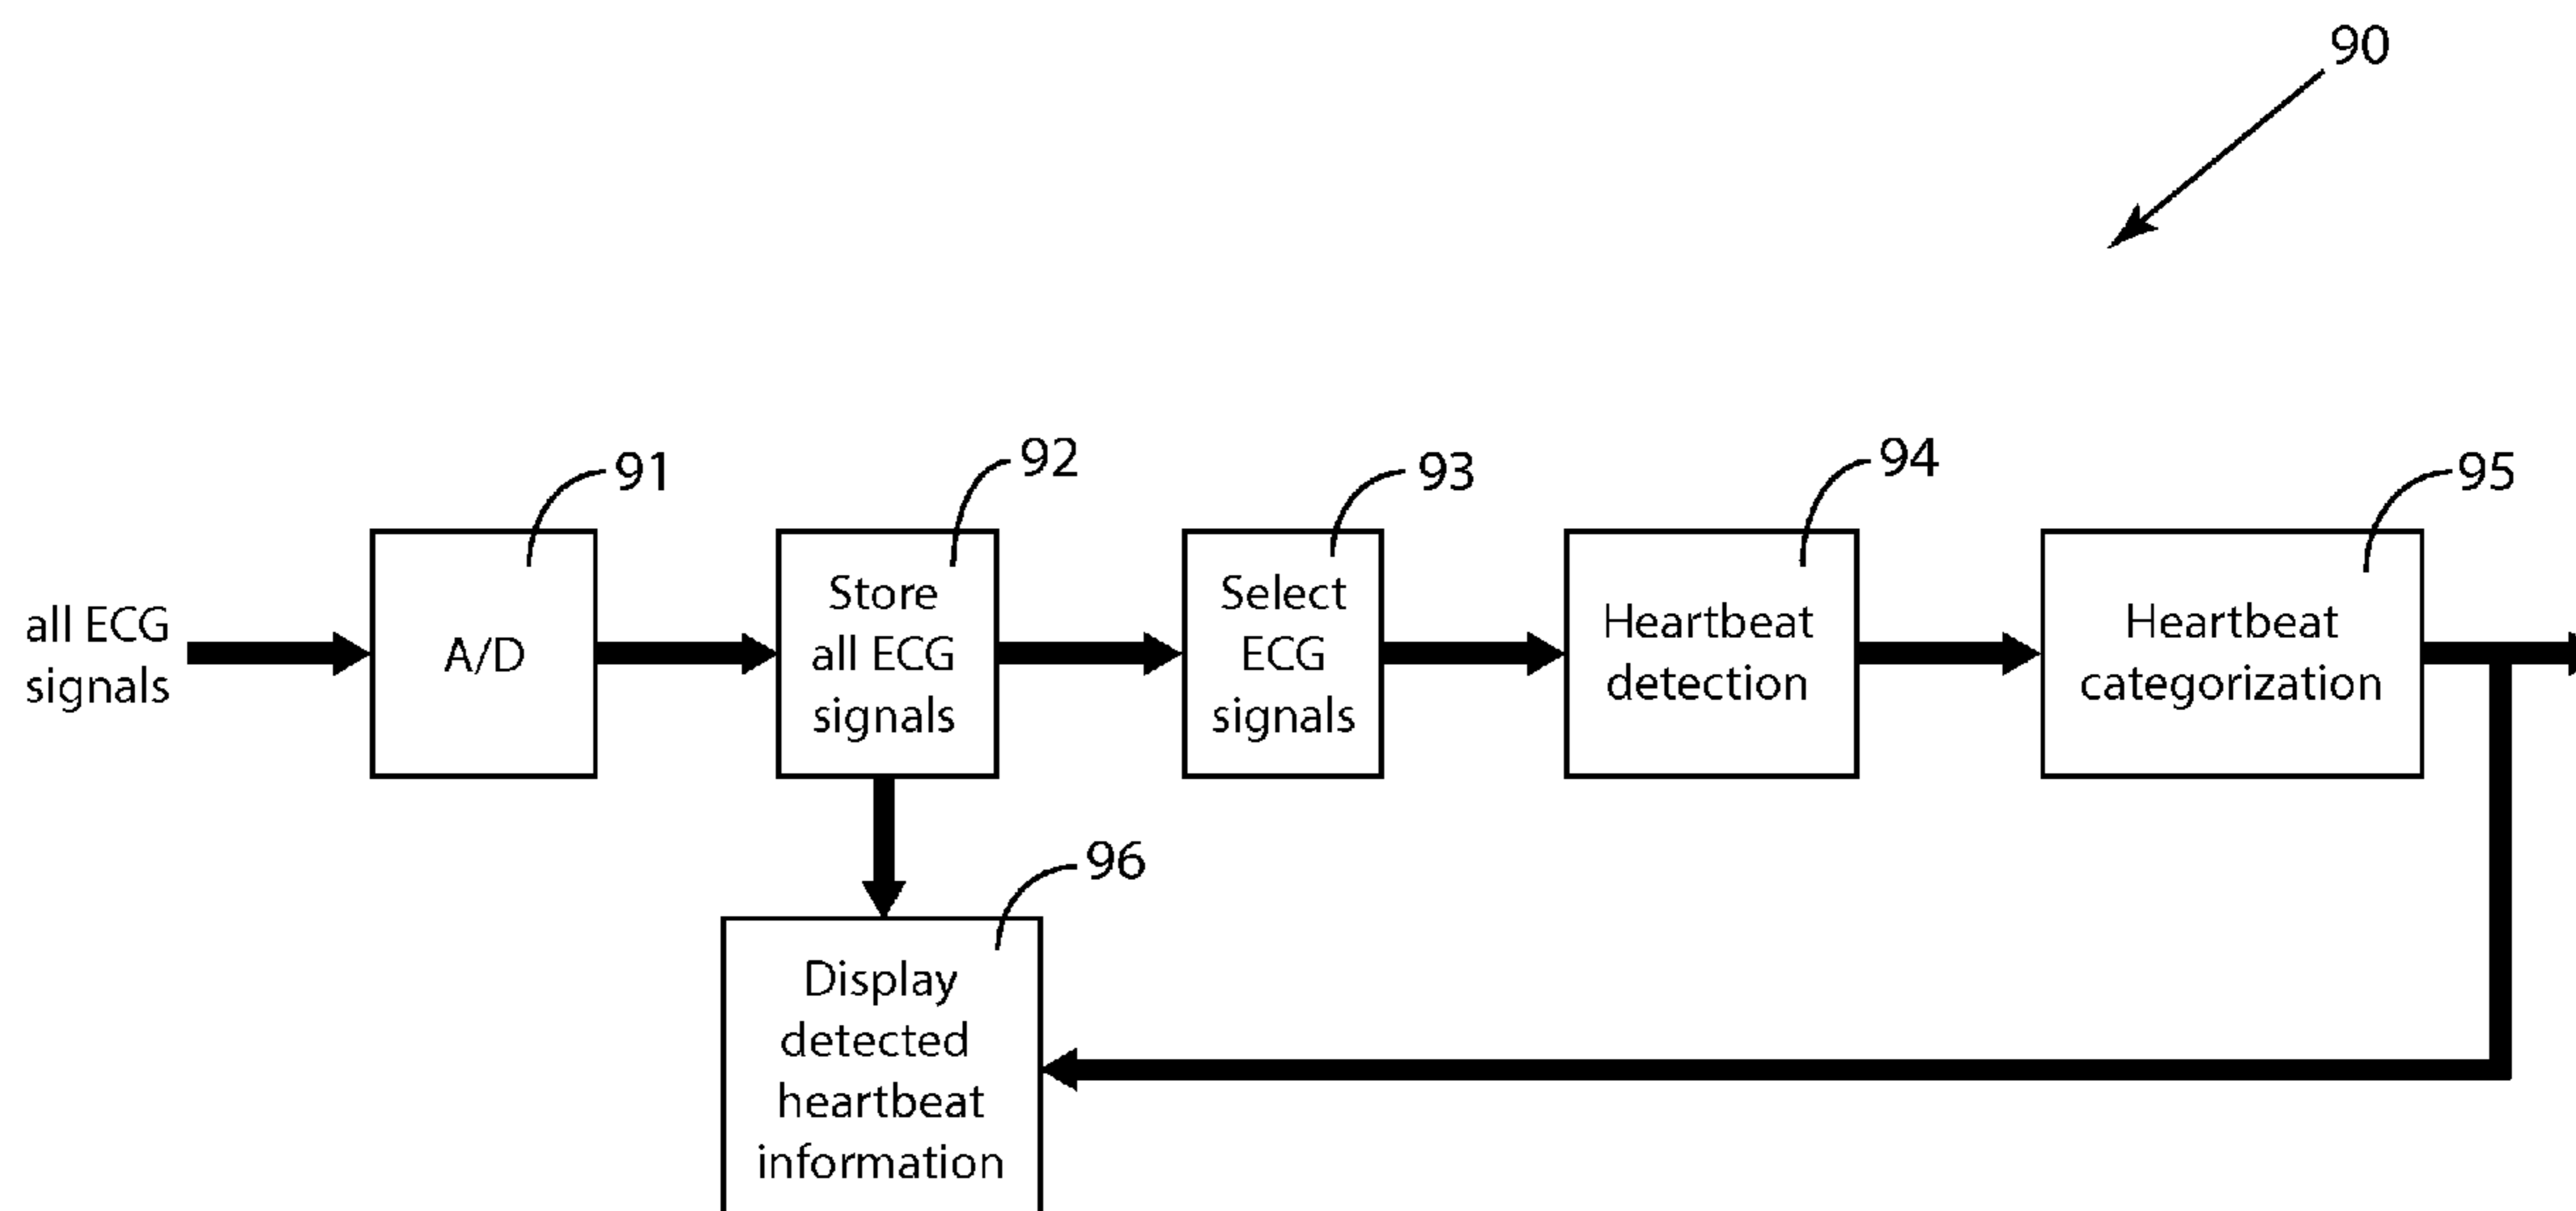 90
91
92
93
94
95
all ECG
signals
A/D
Store
all ECG
signals
Select
ECG
signals
Heartbeat
detection
Heartbeat
categorization
96
Display
detected
heartbeat
information